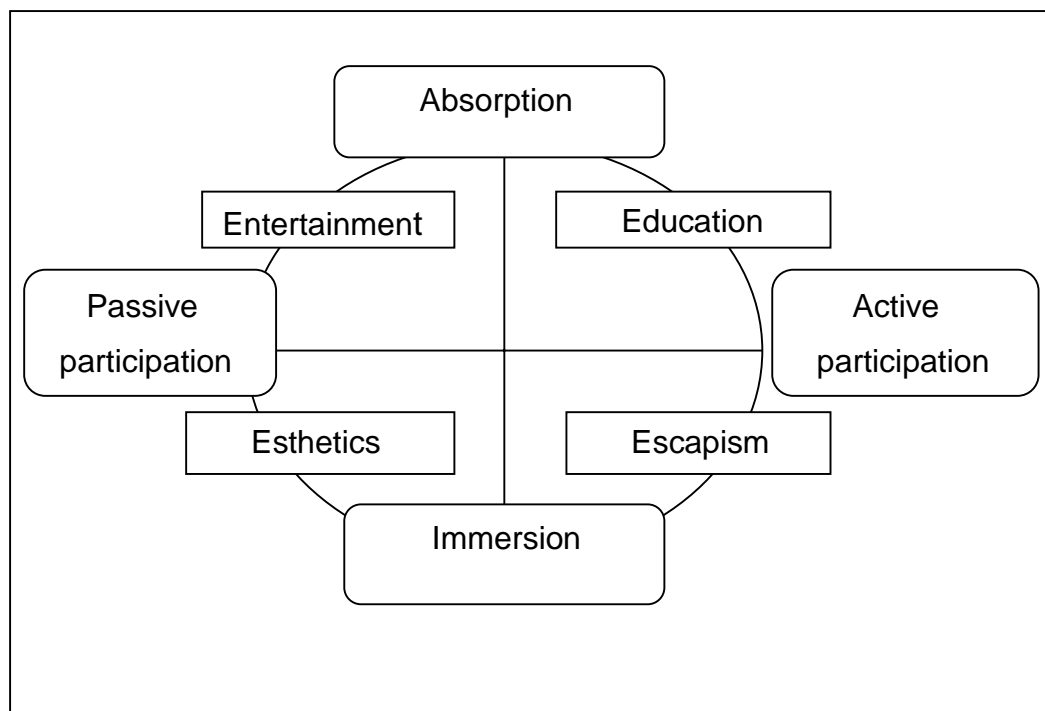 Absorption
Entertainment
Education
Passive
participation
Active
participation
Esthetics
Escapism
Immersion